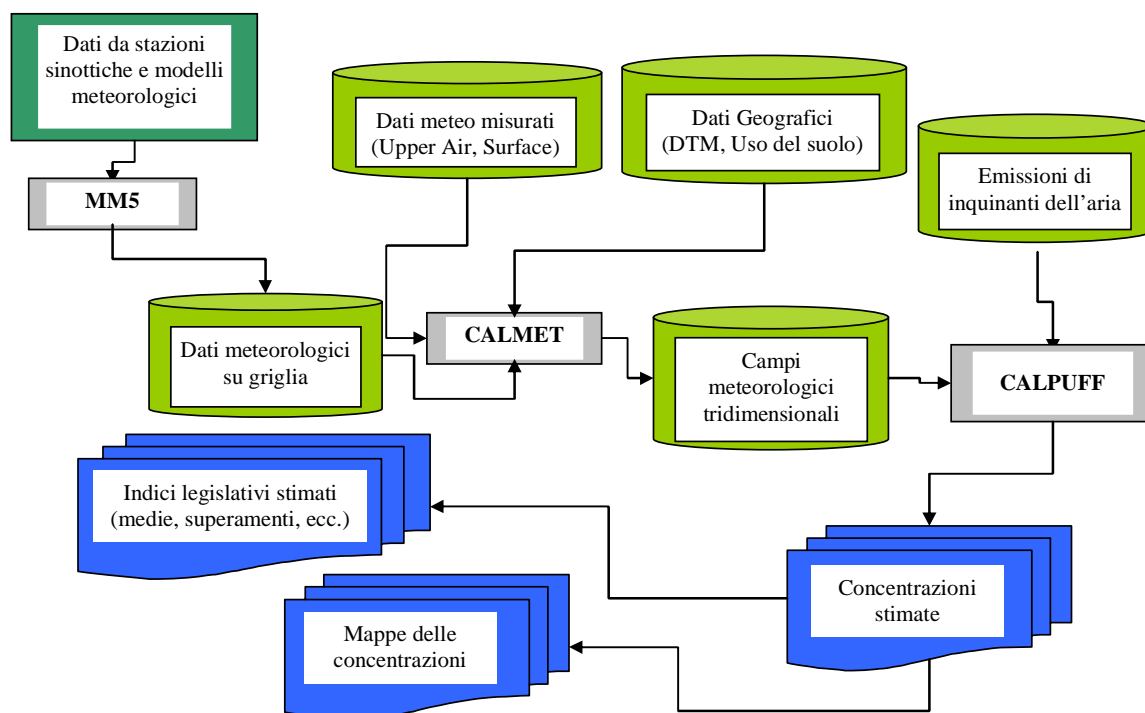 Dati da stazioni
sinottiche e modelli
meteorologici
Dati meteo misurati
(Upper Air, Surface)
Dati Geografici
(DTM, Uso del suolo)
Emissioni di
inquinanti dell’aria
MM5
Dati meteorologici
su griglia
CALMET
Campi
meteorologici
tridimensionali
CALPUFF
Indici legislativi stimati
(medie, superamenti, ecc.)
Concentrazioni
stimate
Mappe delle
concentrazioni